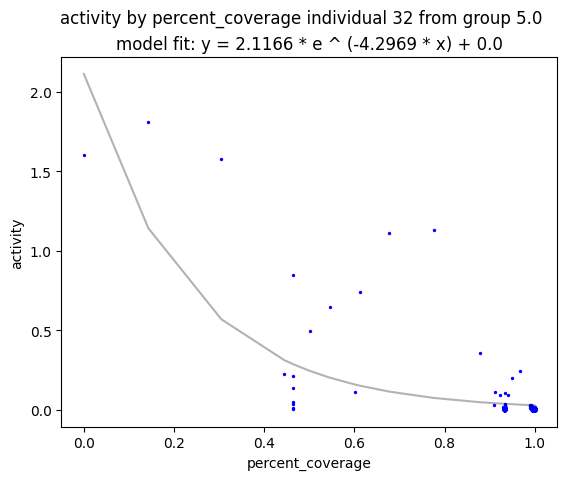 activity by percent_coverage individual 32 from group 5.0
model fit: y = 2.1166 * e ^ (-4.2969 * x) + 0.0
2.0
1.5
1.0
0.5
0.0
activity
0.0 0.2 0.4 0.6 0.8 1.0
percent_coverage